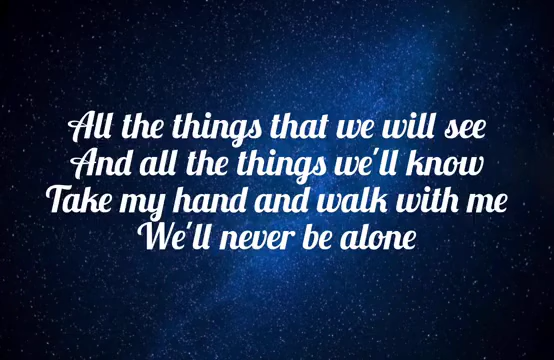 All the things that we will see
And all the things we'll know
Take my hand and walk with me
We'll never be alone